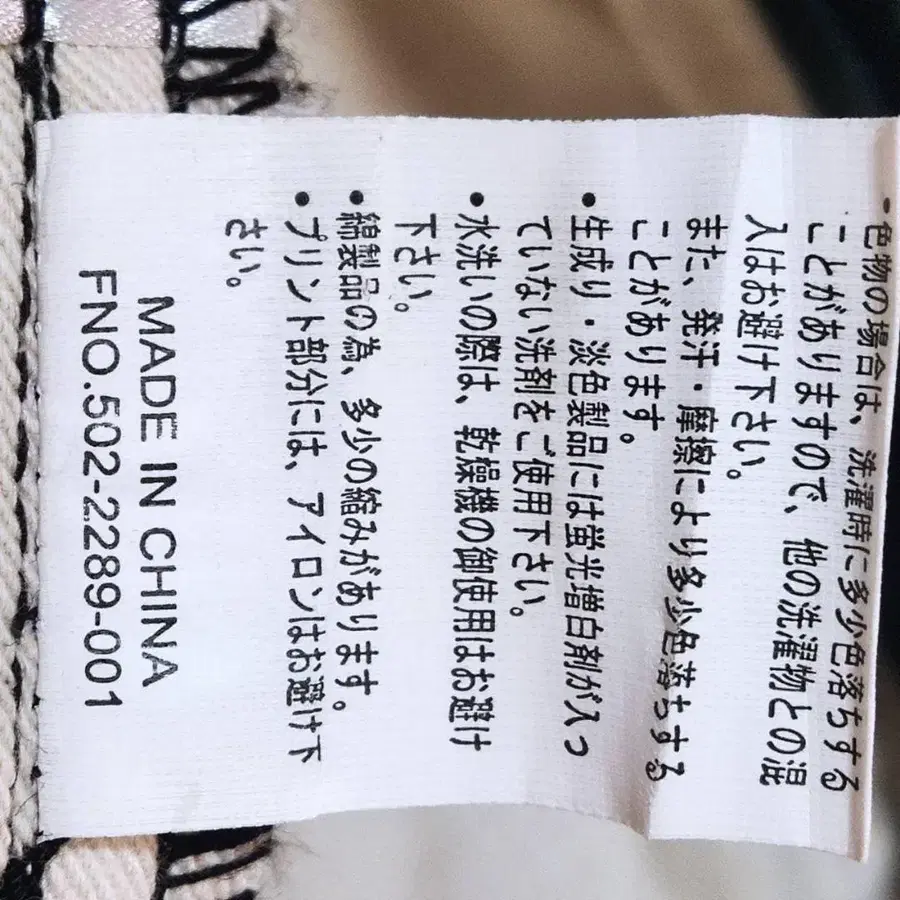 ・色物の場合は、洗濯時に多少色落ちする
ことがありますので、他の洗濯物との混
入はお避け下さい。
また、発汗・摩擦により多少色落ちする
ことがあります。
・生成り・淡色製品には蛍光増白剤が入っ
ていない洗剤をご使用下さい。
・水洗いの際は、乾燥機の御使用はお避け
下さい。
・綿製品の為、多少の縮みがあります。
・プリント部分には、アイロンはお避け下
さい。
MADE IN CHINA
FNO.502-2289-001